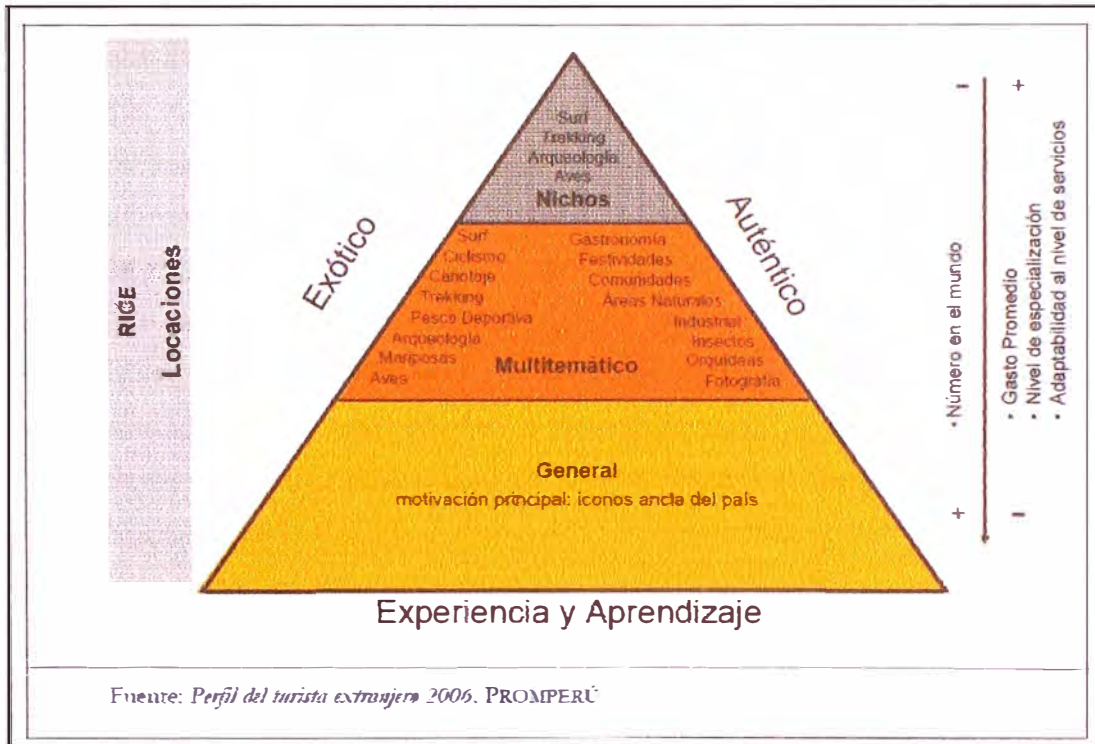 RICE
Locaciones
Exótico
Auténtico
Surf
Trekking
Arqueología
Aves
Nichos
Surf
Ciclismo
Canotaje
Trekking
Pesca Deportiva
Arqueología
Mariposas
Aves
Gastronomía
Festividades
Comunidades
Áreas Naturales
Industrial
Insectos
Orquídeas
Fotografía
Multitemático
General
motivación principal: iconos ancla del país
Experiencia y Aprendizaje
- +
• Número en el mundo
• Gasto Promedio
• Nivel de especialización
• Adaptabilidad al nivel de servicios
+ -
Fuente: Perfil del turista extranjero 2006. PROMPERÚ